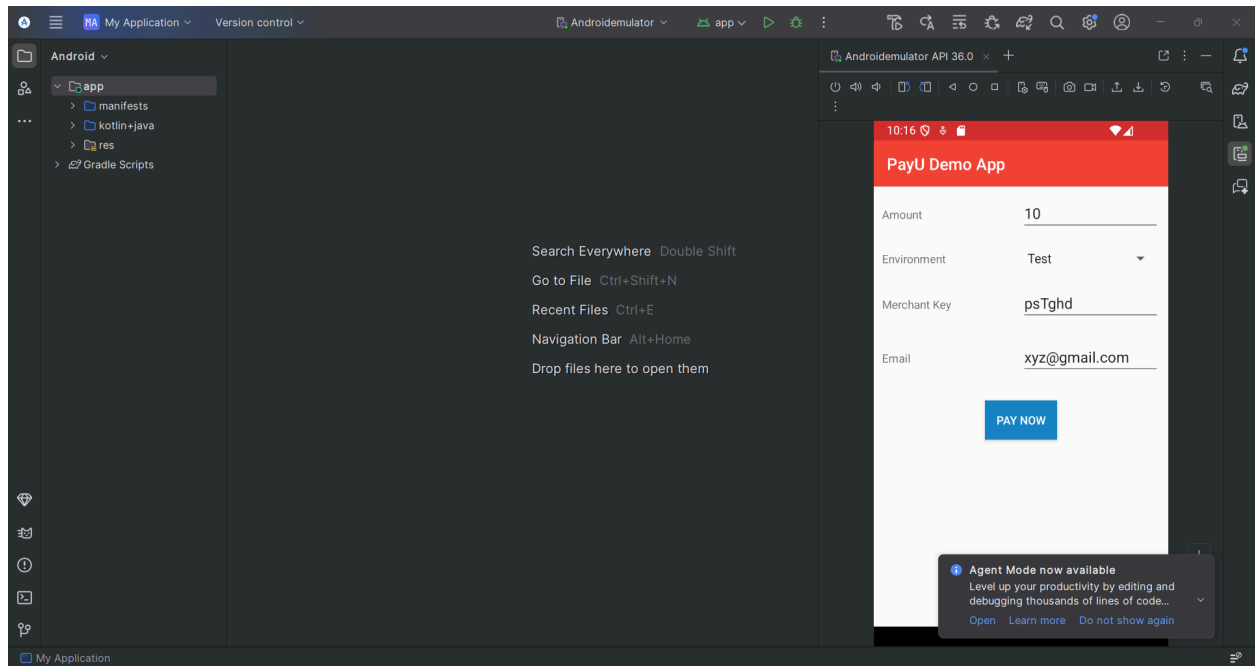 MA My Application Version control Androidemulator app
Android
Androidemulator API 36.0
app
manifests
kotlin+java
res
Gradle Scripts
Search Everywhere Double Shift
Go to File Ctrl+Shift+N
Recent Files Ctrl+E
Navigation Bar Alt+Home
Drop files here to open them
10:16
PayU Demo App
Amount 10
Environment Test
Merchant Key psTghd
Email xyz@gmail.com
PAY NOW
Agent Mode now available
Level up your productivity by editing and
debugging thousands of lines of code...
Open Learn more Do not show again
My Application